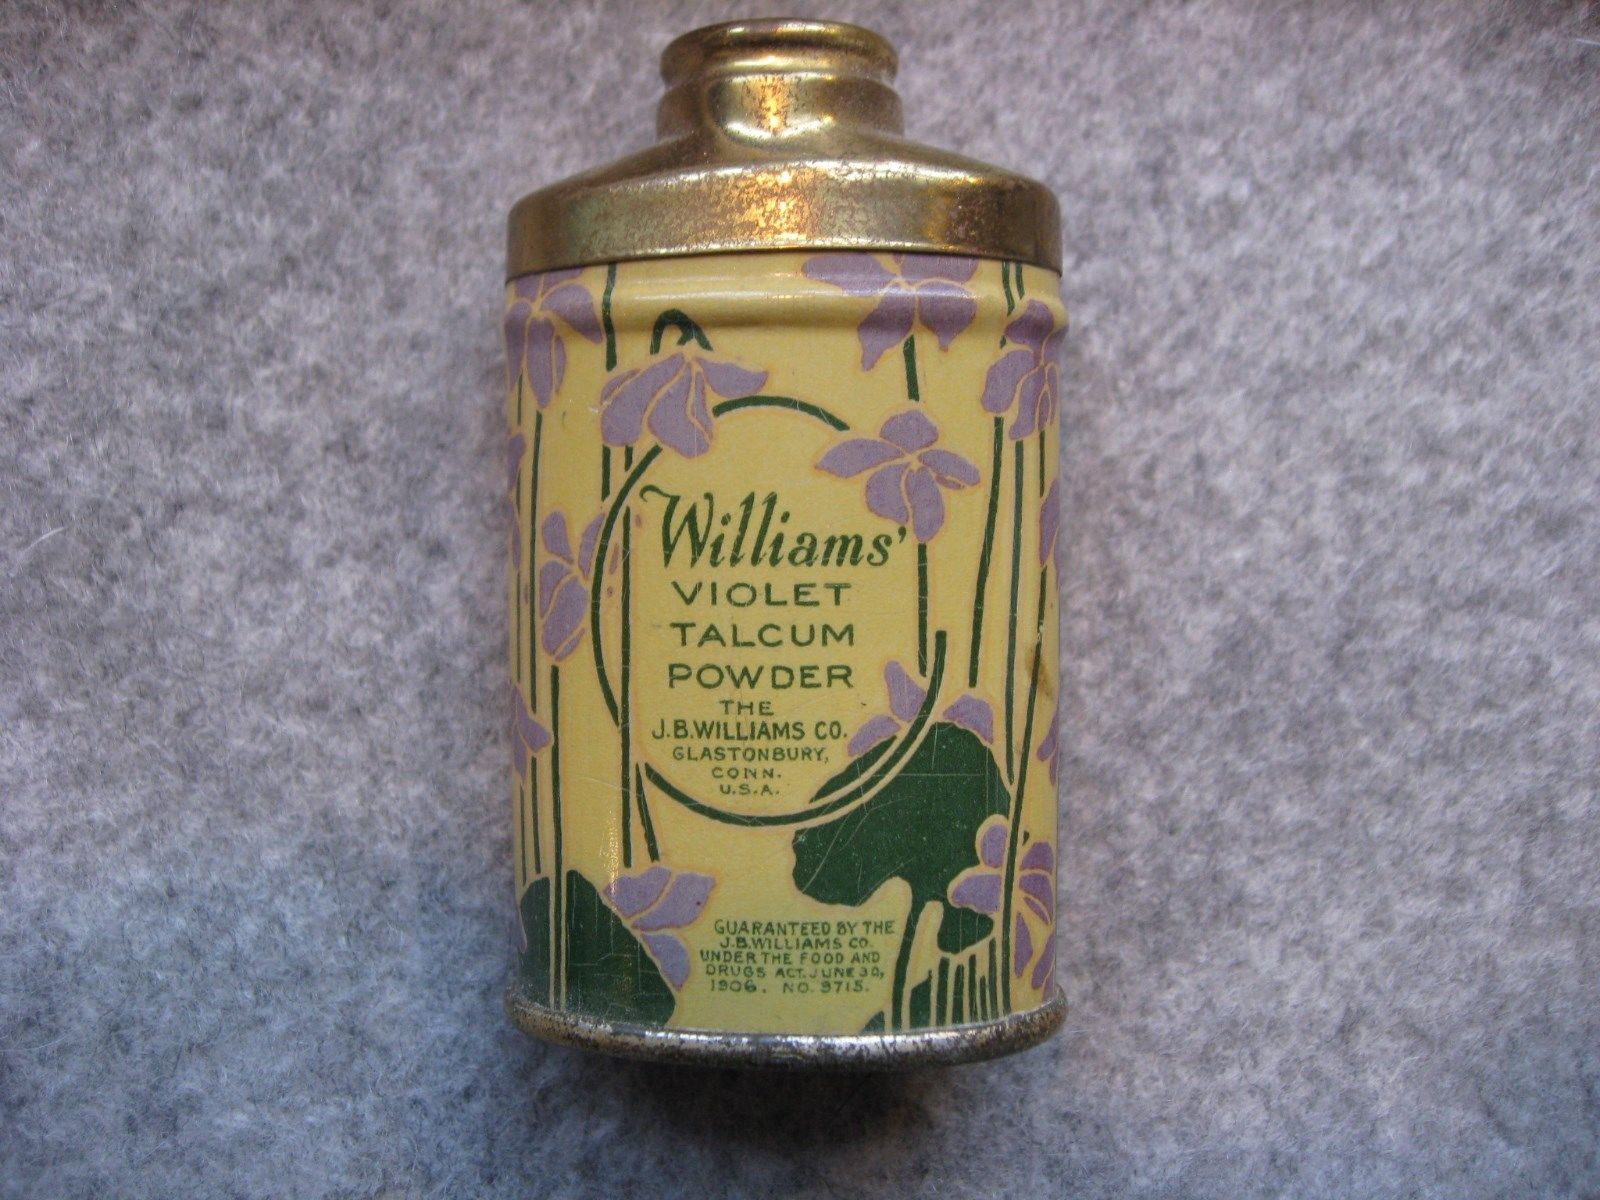 Williams'
VIOLET
TALCUM
POWDER
THE
J.B.WILLIAMS CO.
GLASTONBURY,
CONN.
U.S.A.
GUARANTEED BY THE
J.B.WILLIAMS CO.
UNDER THE FOOD AND
DRUGS ACT. JUNE 30,
1906. NO. 9715.